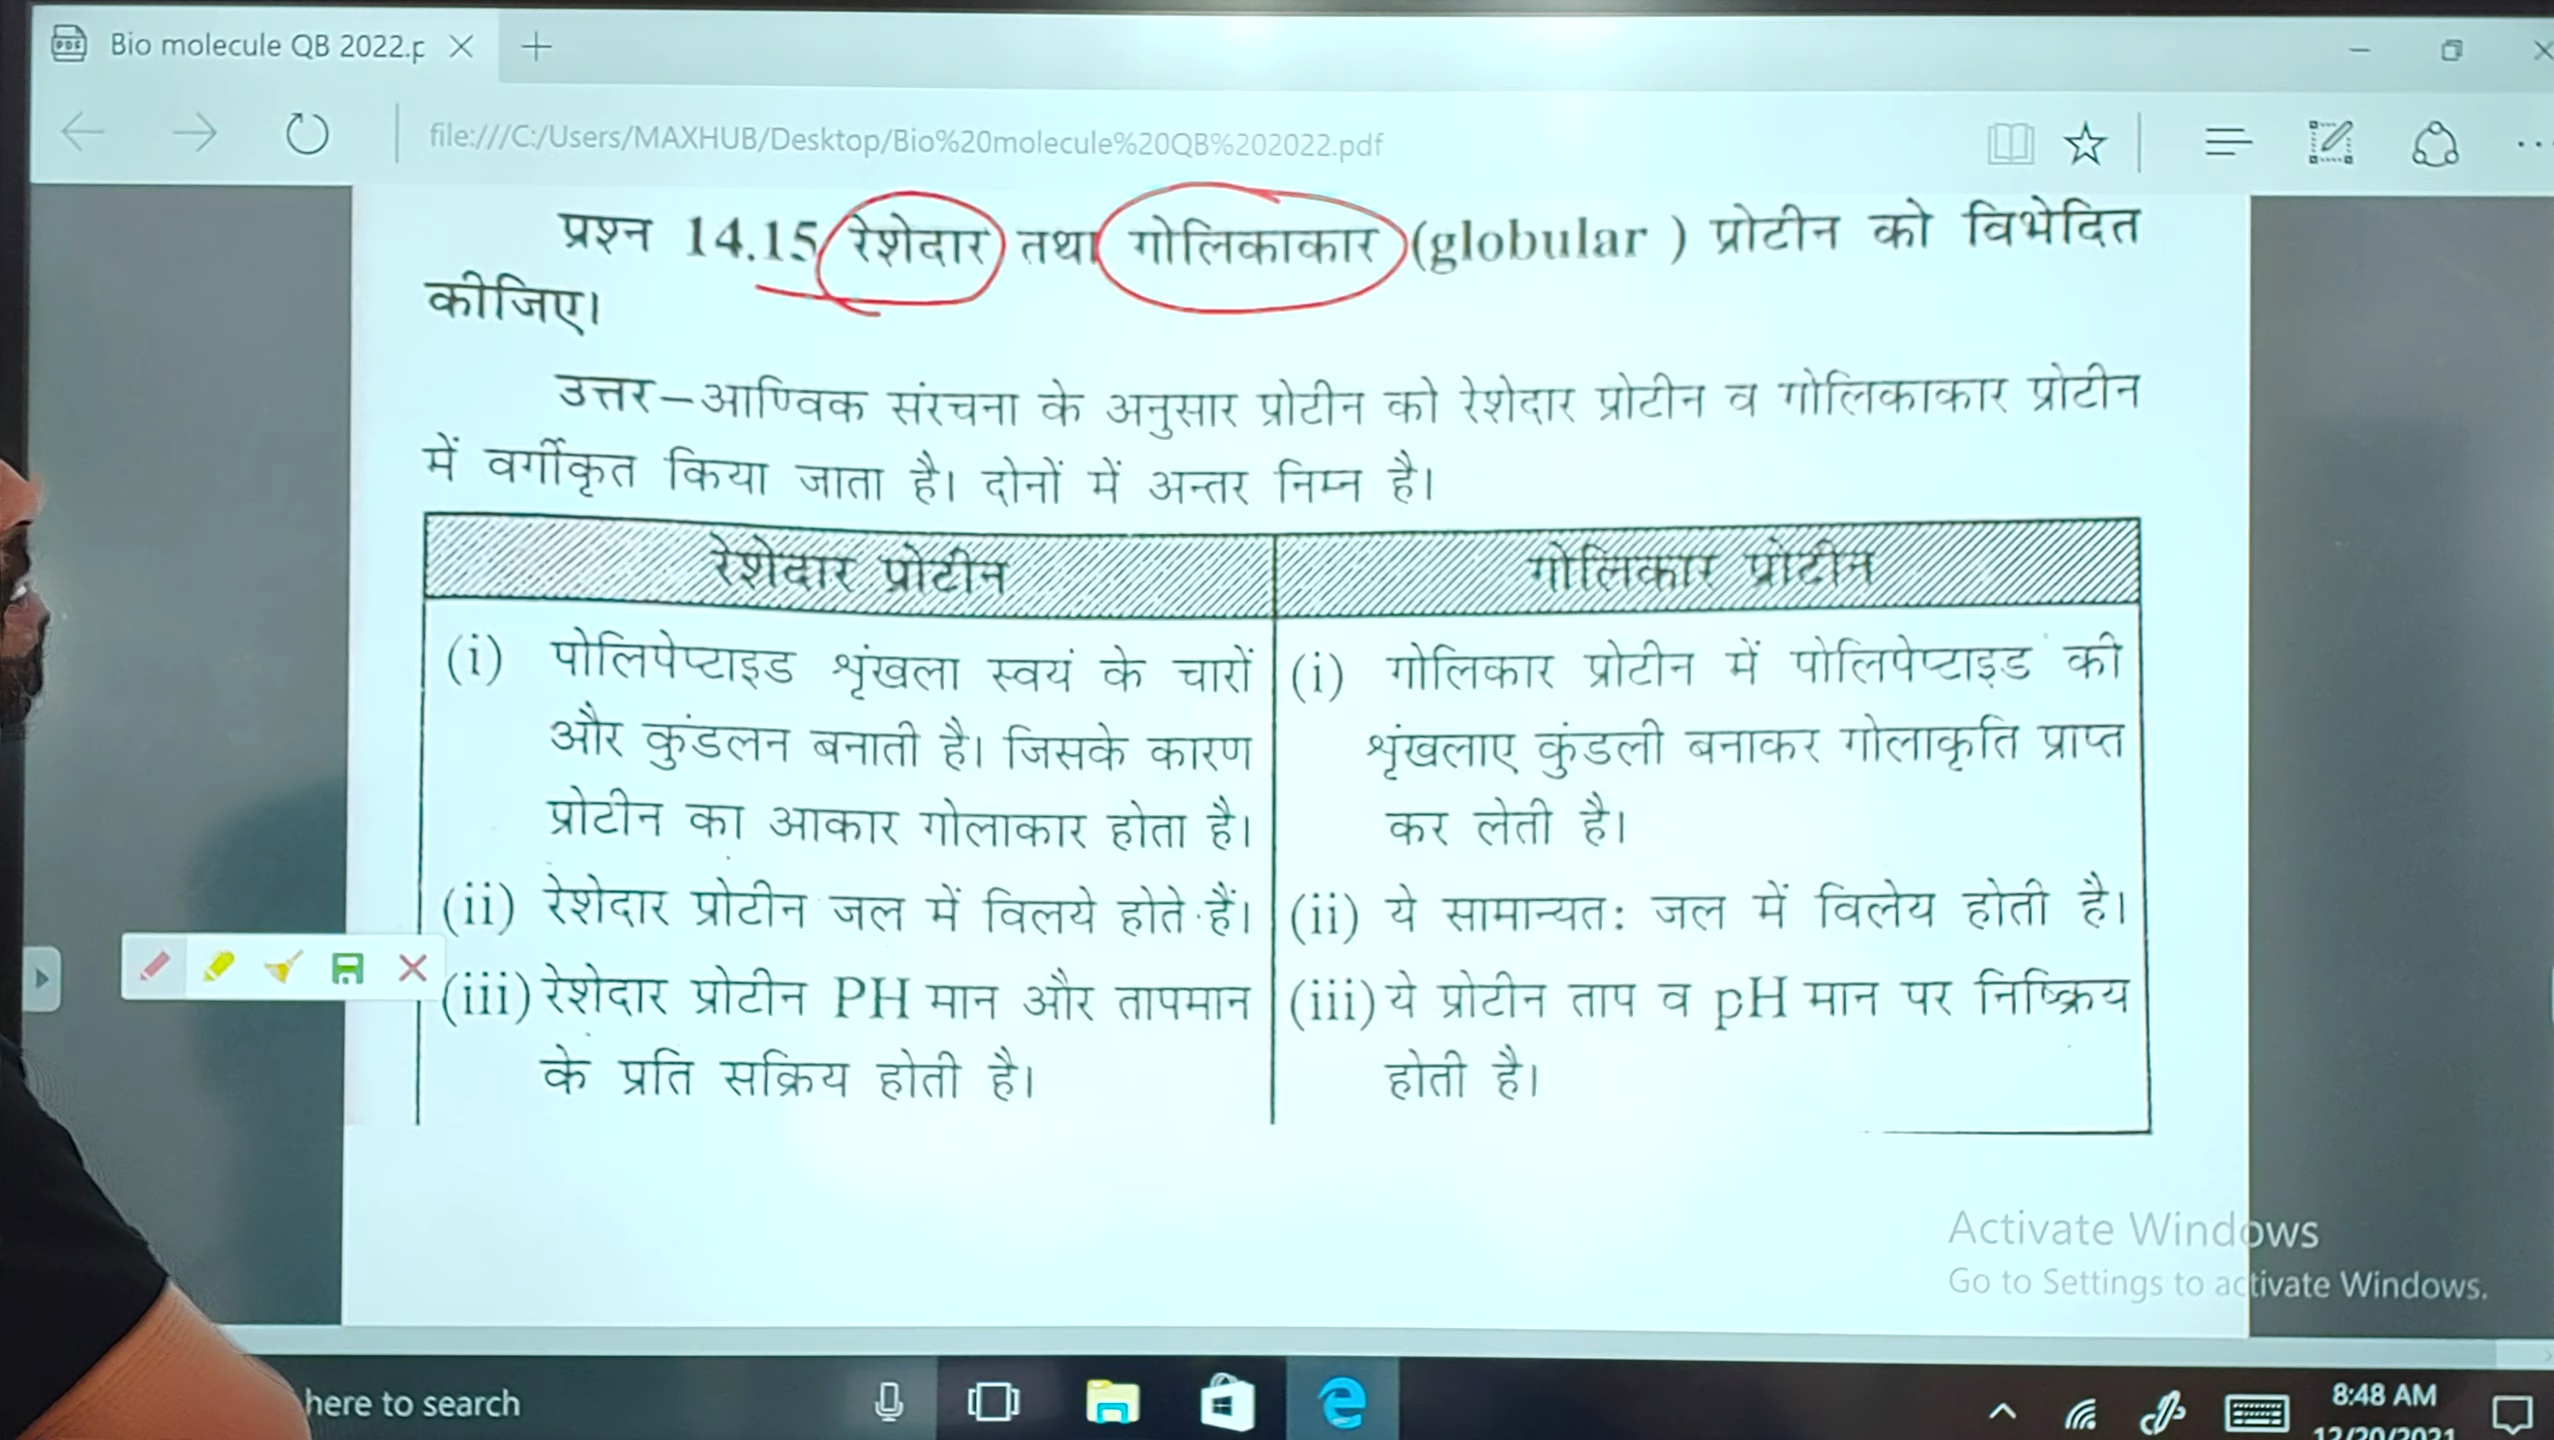 Bio molecule QB 2022.p
file:///C:/Users/MAXHUB/Desktop/Bio%20molecule%20QB%202022.pdf
प्रश्न 14.15 रेशेदार तथा गोलिकाकार (globular ) प्रोटीन को विभेदित
कीजिए।
उत्तर–आण्विक संरचना के अनुसार प्रोटीन को रेशेदार प्रोटीन व गोलिकाकार प्रोटीन
में वर्गीकृत किया जाता है। दोनों में अन्तर निम्न है।
रेशेदार प्रोटीन
(i) पोलिपेप्टाइड शृंखला स्वयं के चारों
और कुंडलन बनाती है। जिसके कारण
प्रोटीन का आकार गोलाकार होता है।
(ii) रेशेदार प्रोटीन जल में विलये होते हैं।
(iii) रेशेदार प्रोटीन PH मान और तापमान
के प्रति सक्रिय होती है।
गोलिकार प्रोटीन
(i) गोलिकार प्रोटीन में पोलिपेप्टाइड की
शृंखलाए कुंडली बनाकर गोलाकृति प्राप्त
कर लेती है।
(ii) ये सामान्यत: जल में विलेय होती है।
(iii) ये प्रोटीन ताप व pH मान पर निष्क्रिय
होती है।
Activate Windows
Go to Settings to activate Windows.
here to search
8:48 AM
12/20/2021